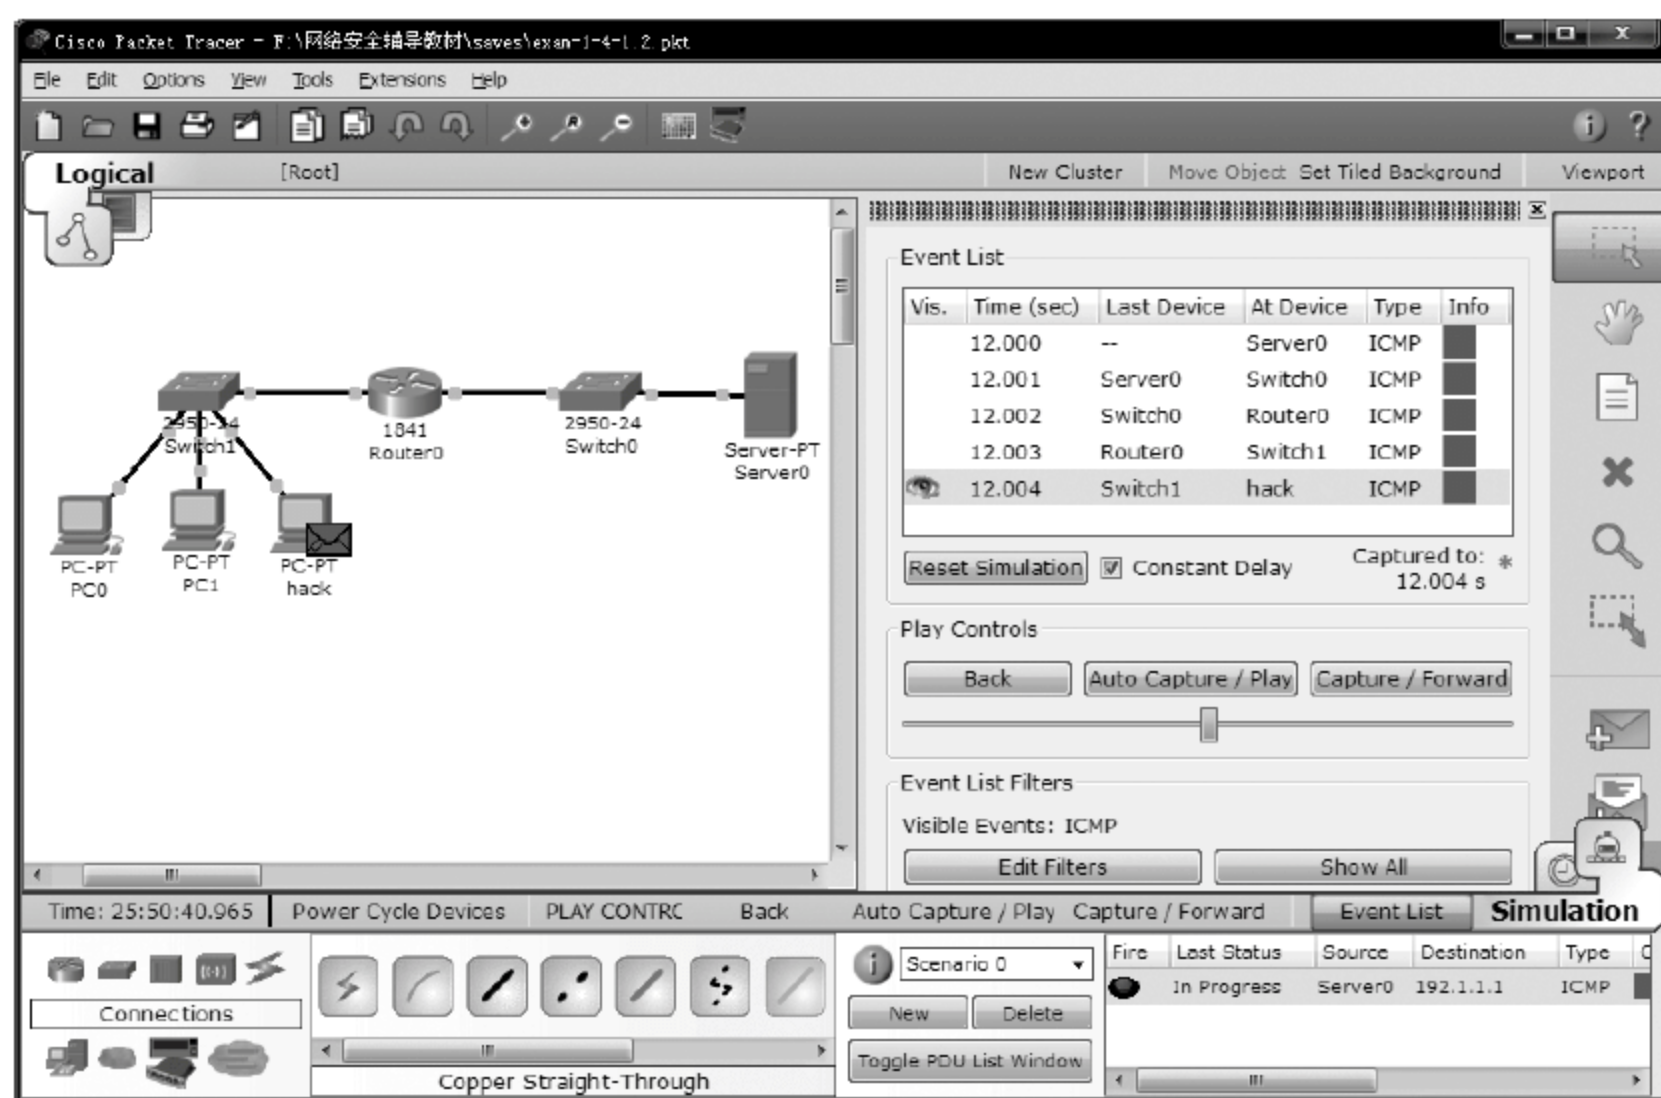 Cisco Packet Tracer - F:\网络安全辅导教材\saves\exam-1-4-1.2.pkt
File Edit Options View Tools Extensions Help
Logical [Root] New Cluster Move Object Set Tiled Background Viewport
Event List
Vis. Time (sec) Last Device At Device Type Info
12.000 -- Server0 ICMP
12.001 Server0 Switch0 ICMP
12.002 Switch0 Router0 ICMP
12.003 Router0 Switch1 ICMP
12.004 Switch1 hack ICMP
Reset Simulation Constant Delay Captured to: *
12.004 s
2950-24
Switch1
1841
Router0
2950-24
Switch0
Server-PT
Server0
PC-PT
PC0
PC-PT
PC1
PC-PT
hack
Play Controls
Back Auto Capture / Play Capture / Forward
Event List Filters
Visible Events: ICMP
Edit Filters Show All
Time: 25:50:40.965 Power Cycle Devices PLAY CONTRC Back Auto Capture / Play Capture / Forward Event List Simulation
Connections
Copper Straight-Through
Scenario 0
New Delete
Toggle PDU List Window
Fire Last Status Source Destination Type C
In Progress Server0 192.1.1.1 ICMP